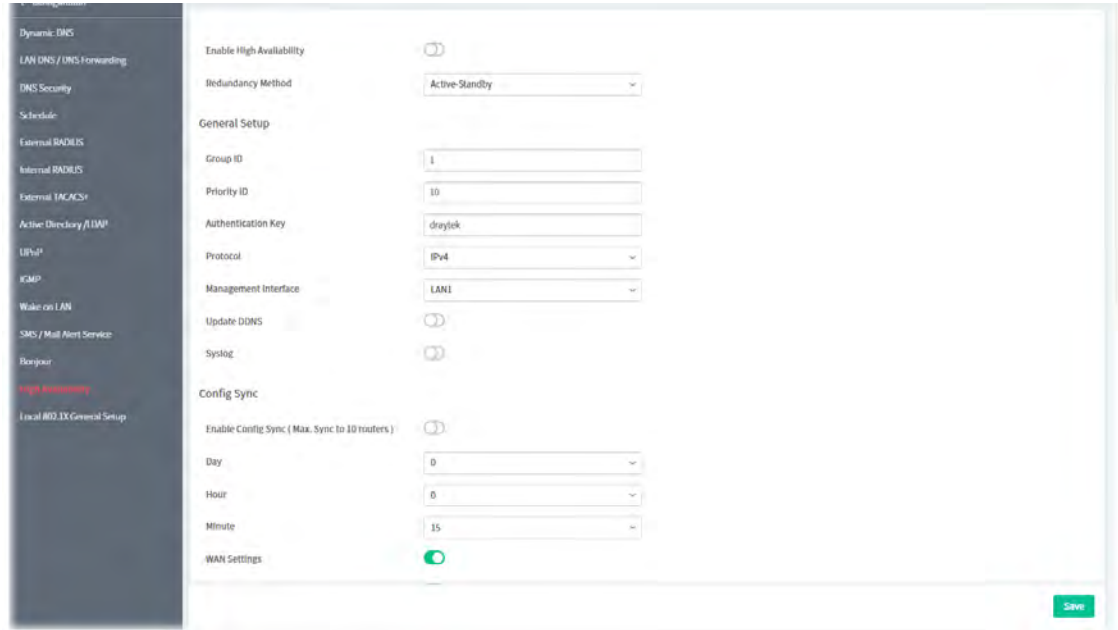 Configuration
Dynamic DNS
LAN DNS / DNS Forwarding
DNS Security
Schedule
External RADIUS
Internal RADIUS
External TACACS+
Active Directory /LDAP
UPnP
IGMP
Wake on LAN
SMS / Mail Alert Service
Bonjour
High Availability
Local 802.1X General Setup
Enable High Availability
Redundancy Method Active-Standby
General Setup
Group ID 1
Priority ID 10
Authentication Key draytek
Protocol IPv4
Management Interface LAN1
Update DDNS
Syslog
Config Sync
Enable Config Sync ( Max. Sync to 10 routers )
Day 0
Hour 0
Minute 15
WAN Settings
Save